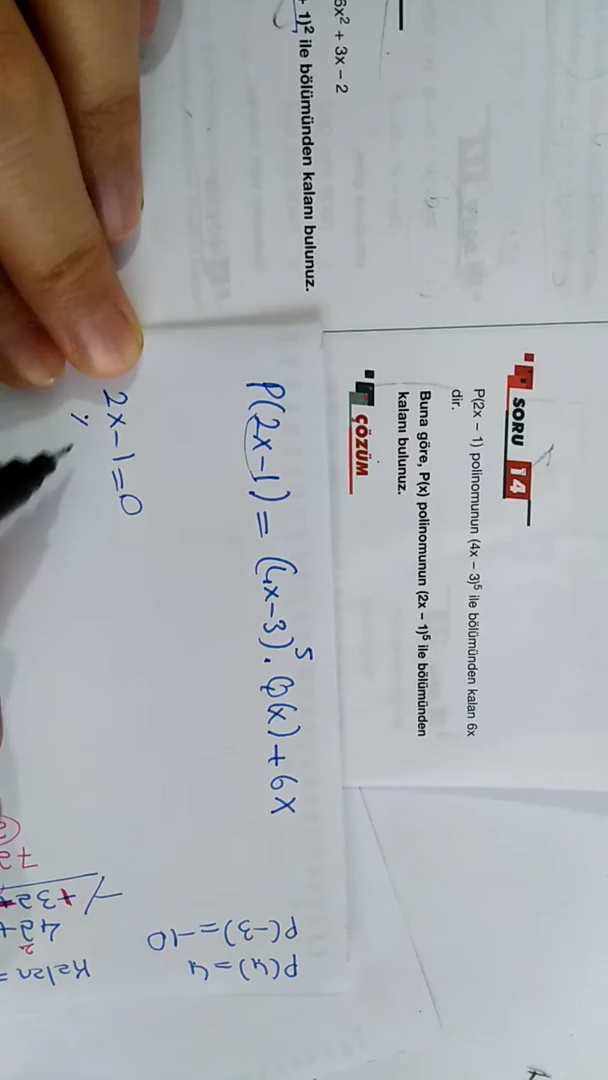 6x² + 3x – 2
1)² ile bölümünden kalanı bulunuz.
SORU 14
P(2x – 1) polinomunun (4x – 3)⁵ ile bölümünden kalan 6x
dir.
Buna göre, P(x) polinomunun (2x – 1)⁵ ile bölümünden
kalanı bulunuz.
ÇÖZÜM
P(2x-1) = (4x-3)⁵ . B(x) + 6x
2x-1=0
P(4)=4
P(-3)=-10
Kalan =